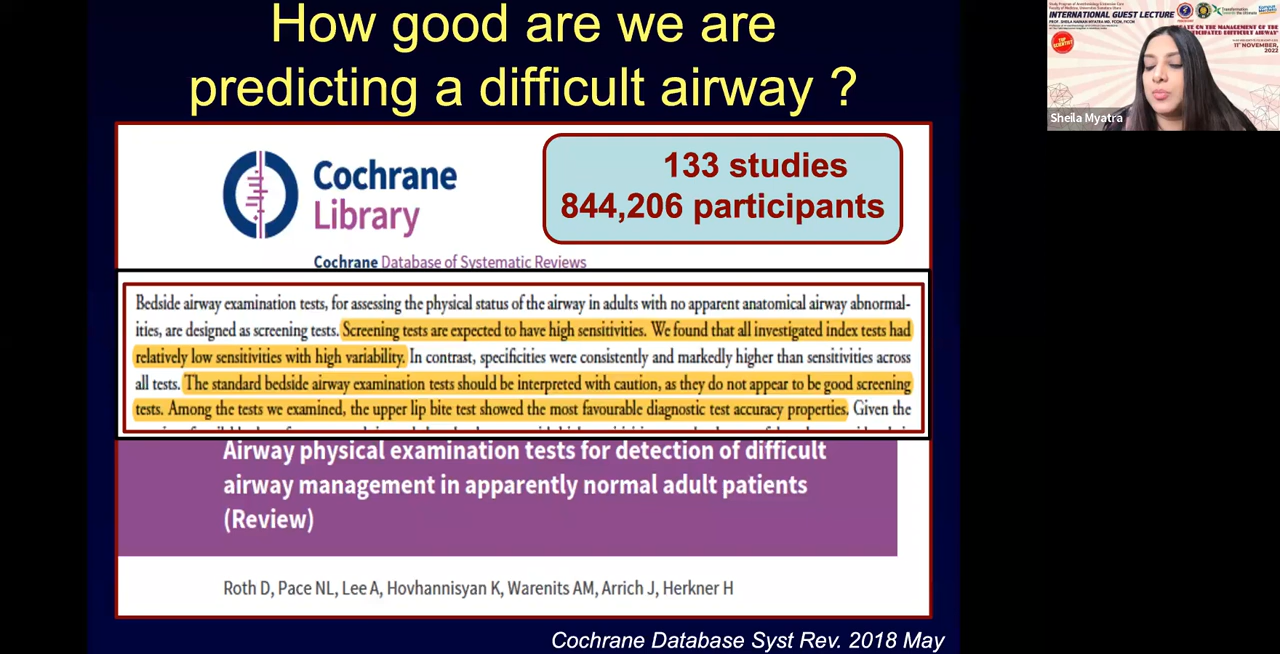 How good are we are
predicting a difficult airway ?
Cochrane
Library
133 studies
844,206 participants
Cochrane Database of Systematic Reviews
Bedside airway examination tests, for assessing the physical status of the airway in adults with no apparent anatomical airway abnormal-
ities, are designed as screening tests. Screening tests are expected to have high sensitivities. We found that all investigated index tests had
relatively low sensitivities with high variability. In contrast, specificities were consistently and markedly higher than sensitivities across
all tests. The standard bedside airway examination tests should be interpreted with caution, as they do not appear to be good screening
tests. Among the tests we examined, the upper lip bite test showed the most favourable diagnostic test accuracy properties. Given the
Airway physical examination tests for detection of difficult
airway management in apparently normal adult patients
(Review)
Roth D, Pace NL, Lee A, Hovhannisyan K, Warenits AM, Arrich J, Herkner H
Cochrane Database Syst Rev. 2018 May
INTERNATIONAL GUEST LECTURE
11 NOVEMBER,
2022
Sheila Myatra